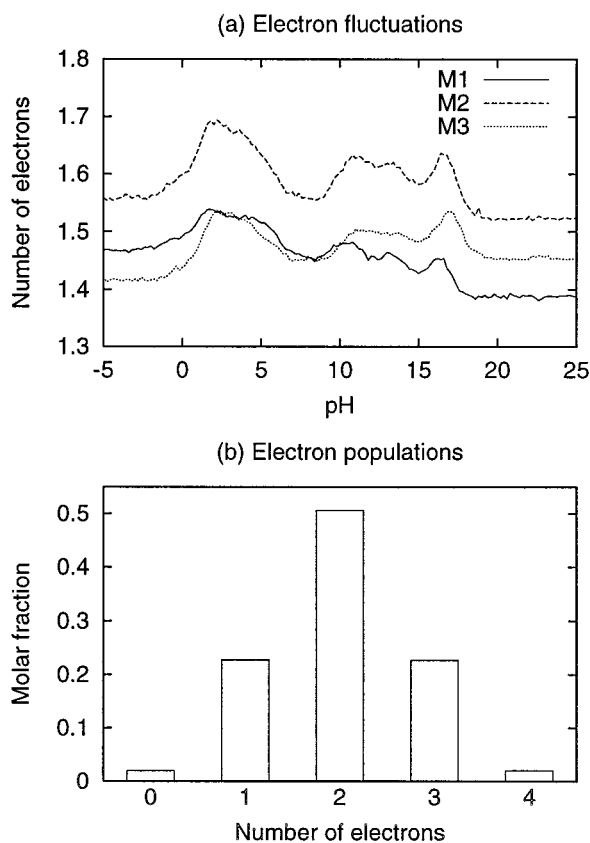 (a) Electron fluctuations
1.8
1.7
1.6
1.5
1.4
1.3
Number of electrons
M1
M2
M3
-5 0 5 10 15 20 25
pH
(b) Electron populations
0.5
0.4
0.3
0.2
0.1
0
Molar fraction
0 1 2 3 4
Number of electrons